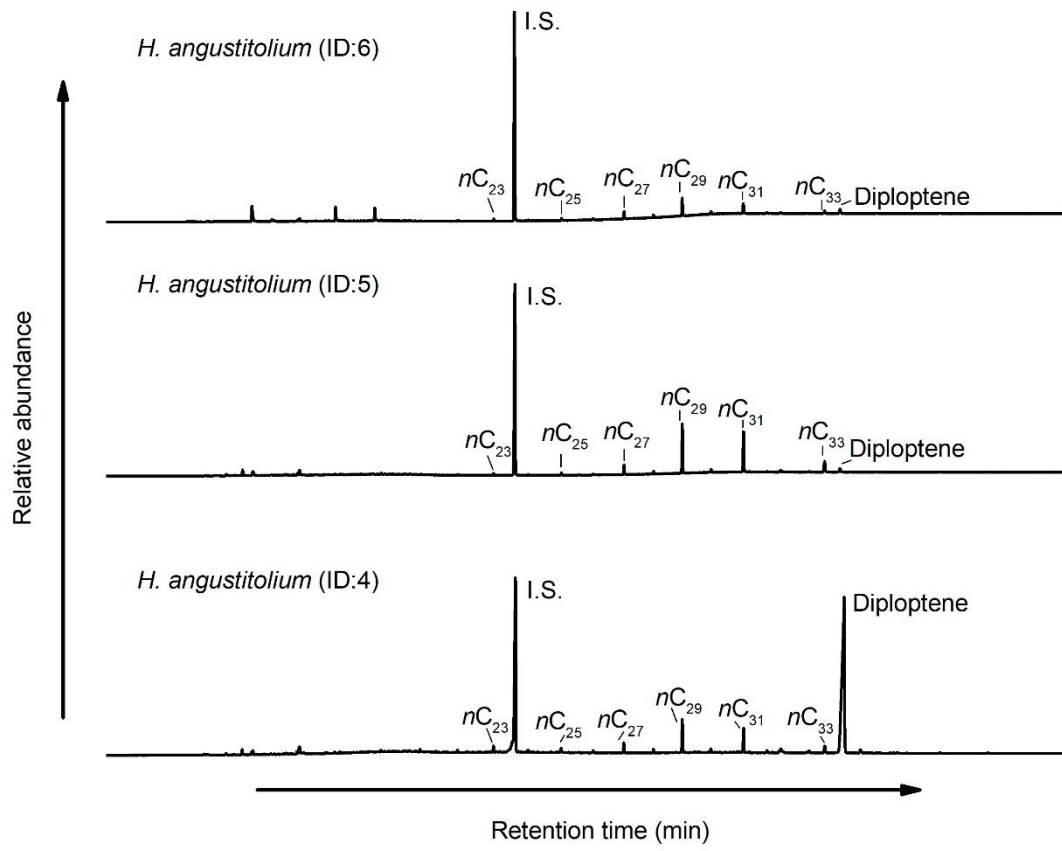 I.S.
H. angustitolium (ID:6)
nC23
nC25
nC27
nC29
nC31
nC33
Diploptene
H. angustitolium (ID:5)
I.S.
nC23
nC25
nC27
nC29
nC31
nC33
Diploptene
H. angustitolium (ID:4)
I.S.
Diploptene
nC23
nC25
nC27
nC29
nC31
nC33
Relative abundance
Retention time (min)